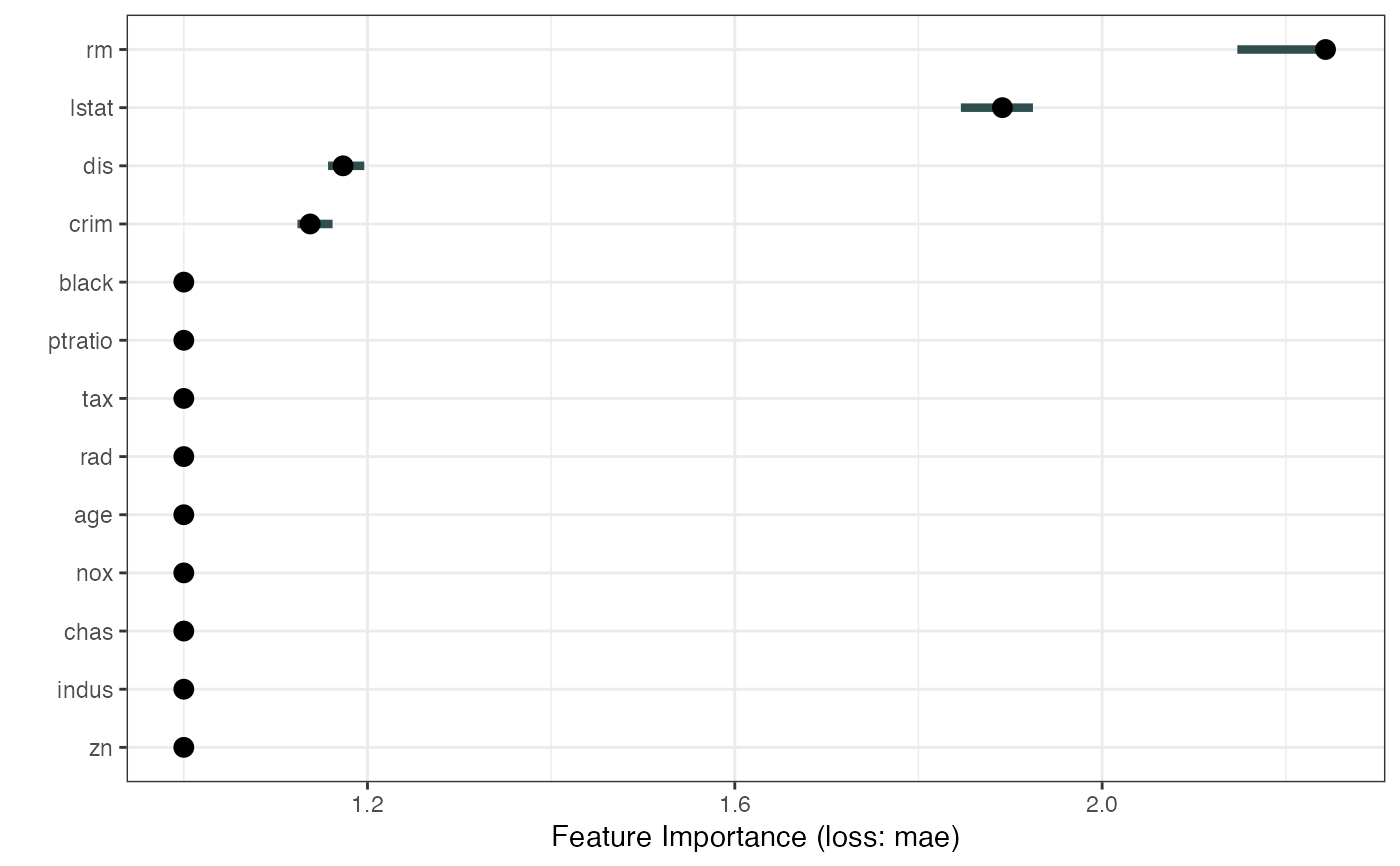 rm
lstat
dis
crim
black
ptratio
tax
rad
age
nox
chas
indus
zn
1.2 1.6 2.0
Feature Importance (loss: mae)